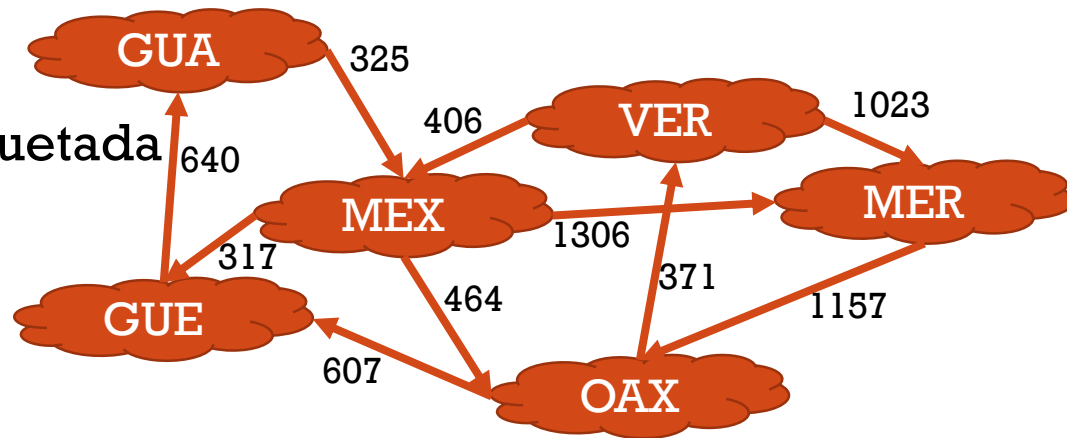 GUA
325
VER
1023
406
uetada
640
MEX
MER
1306
317
371
464
1157
GUE
607
OAX